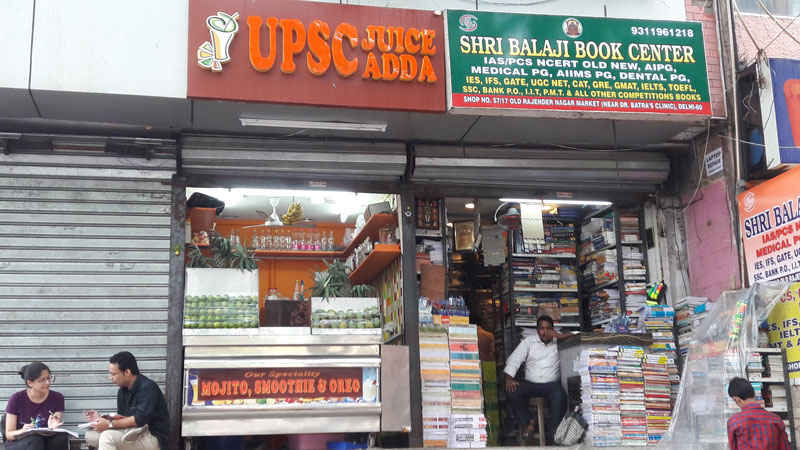 UPSC JUICE
ADDA
9311961218
SHRI BALAJI BOOK CENTER
IAS/PCS NCERT OLD NEW, AIPG,
MEDICAL PG, AIIMS PG, DENTAL PG,
IES, IFS, GATE, UGC NET, CAT, GRE, GMAT, IELTS, TOEFL,
SSC, BANK P.O., I.I.T, P.M.T. & ALL OTHER COMPETITIONS BOOKS
SHOP NO. 57/17 OLD RAJENDER NAGAR MARKET (NEAR DR. BATRA'S CLINIC), DELHI-60
Our Speciality
MOJITO, SMOOTHIE & OREO
LAPTOP
REPAIR
SHRI BALA
IAS/PCS N
MEDICAL P
IES, IFS, GATE, U
SSC, BANK P.O., I.